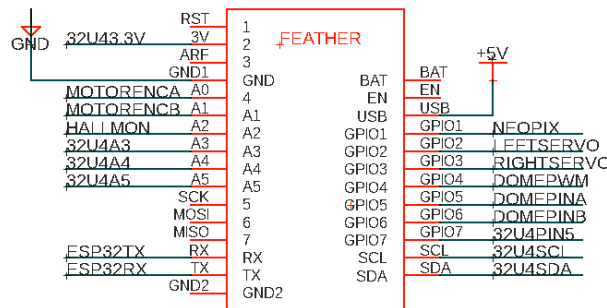 RST 1
32U43.3V 3V 2 FEATHER
GND ARF 3 +5V
GND1 GND BAT BAT
MOTORENCA A0 4 EN EN
MOTORENCB A1 A1 USB USB
HALLMON A2 A2 GPIO1 GPIO1 NEOPIX
32U4A3 A3 A3 GPIO2 GPIO2 LEFTSERVO
32U4A4 A4 A4 GPIO3 GPIO3 RIGHTSERVO
32U4A5 A5 A5 GPIO4 GPIO4 DOMEPWM
SCK 5 GPIO5 GPIO5 DOMEPINA
MOSI 6 GPIO6 GPIO6 DOMEPINB
MISO 7 GPIO7 GPIO7 32U4PIN5
ESP32TX RX RX SCL SCL 32U4SCL
ESP32RX TX TX SDA SDA 32U4SDA
GND2 GND2